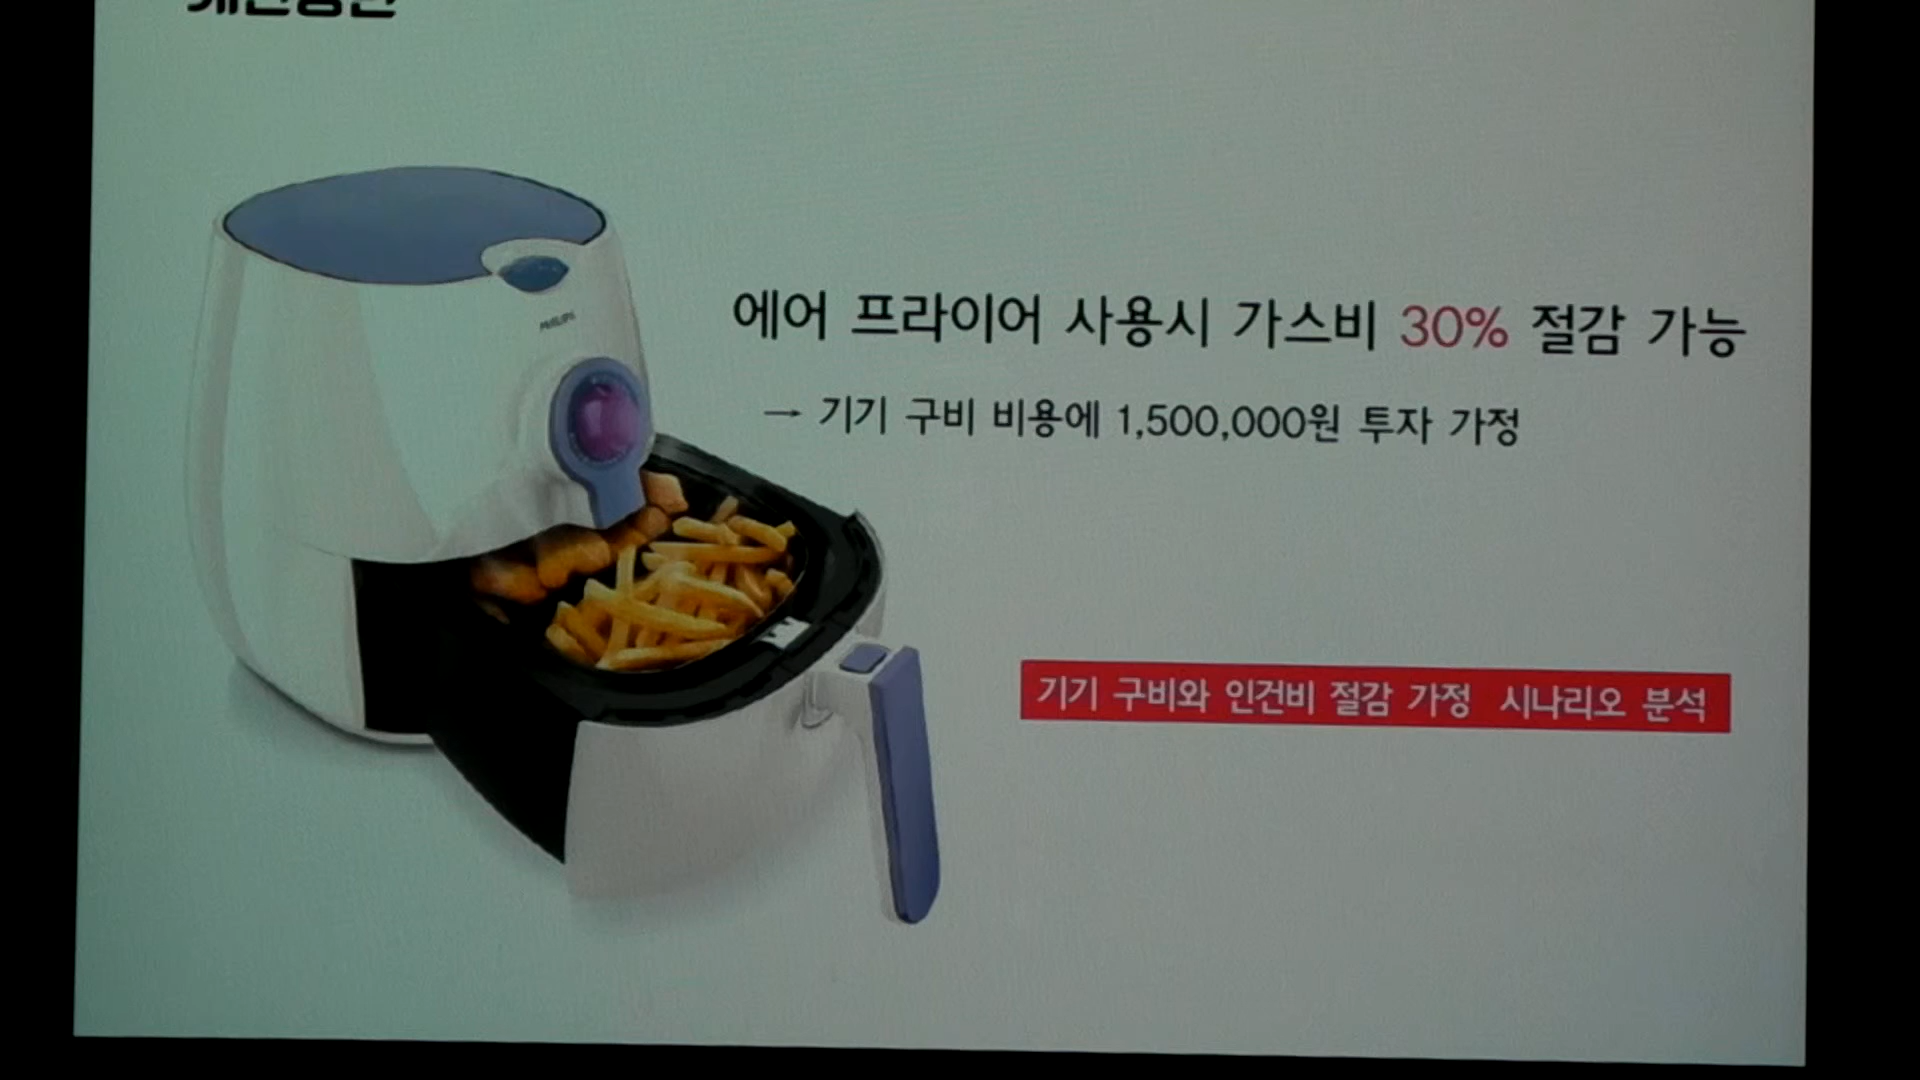 에어 프라이어 사용시 가스비 30% 절감 가능
→ 기기 구비 비용에 1,500,000원 투자 가정
PHILIPS
기기 구비와 인건비 절감 가정 시나리오 분석